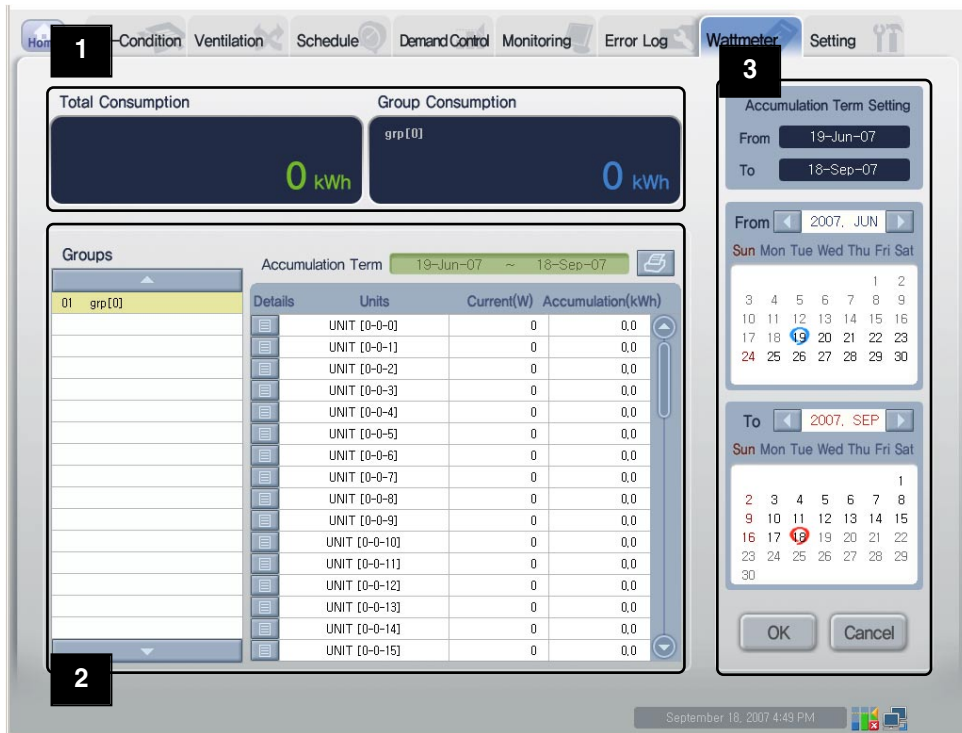 Hom
1
-Condition
Ventilation
Schedule
Demand Control
Monitoring
Error Log
Wattmeter
Setting
Total Consumption
0 kWh
Group Consumption
grp[0]
0 kWh
2
Groups
01 grp[0]
Accumulation Term
19-Jun-07 ~ 18-Sep-07
Details Units Current(W) Accumulation(kWh)
UNIT [0-0-0] 0 0,0
UNIT [0-0-1] 0 0,0
UNIT [0-0-2] 0 0,0
UNIT [0-0-3] 0 0,0
UNIT [0-0-4] 0 0,0
UNIT [0-0-5] 0 0,0
UNIT [0-0-6] 0 0,0
UNIT [0-0-7] 0 0,0
UNIT [0-0-8] 0 0,0
UNIT [0-0-9] 0 0,0
UNIT [0-0-10] 0 0,0
UNIT [0-0-11] 0 0,0
UNIT [0-0-12] 0 0,0
UNIT [0-0-13] 0 0,0
UNIT [0-0-14] 0 0,0
UNIT [0-0-15] 0 0,0
3
Accumulation Term Setting
From 19-Jun-07
To 18-Sep-07
From 2007, JUN
Sun Mon Tue Wed Thu Fri Sat
1 2
3 4 5 6 7 8 9
10 11 12 13 14 15 16
17 18 19 20 21 22 23
24 25 26 27 28 29 30
To 2007, SEP
Sun Mon Tue Wed Thu Fri Sat
1
2 3 4 5 6 7 8
9 10 11 12 13 14 15
16 17 18 19 20 21 22
23 24 25 26 27 28 29
30
OK
Cancel
September 18, 2007 4:49 PM